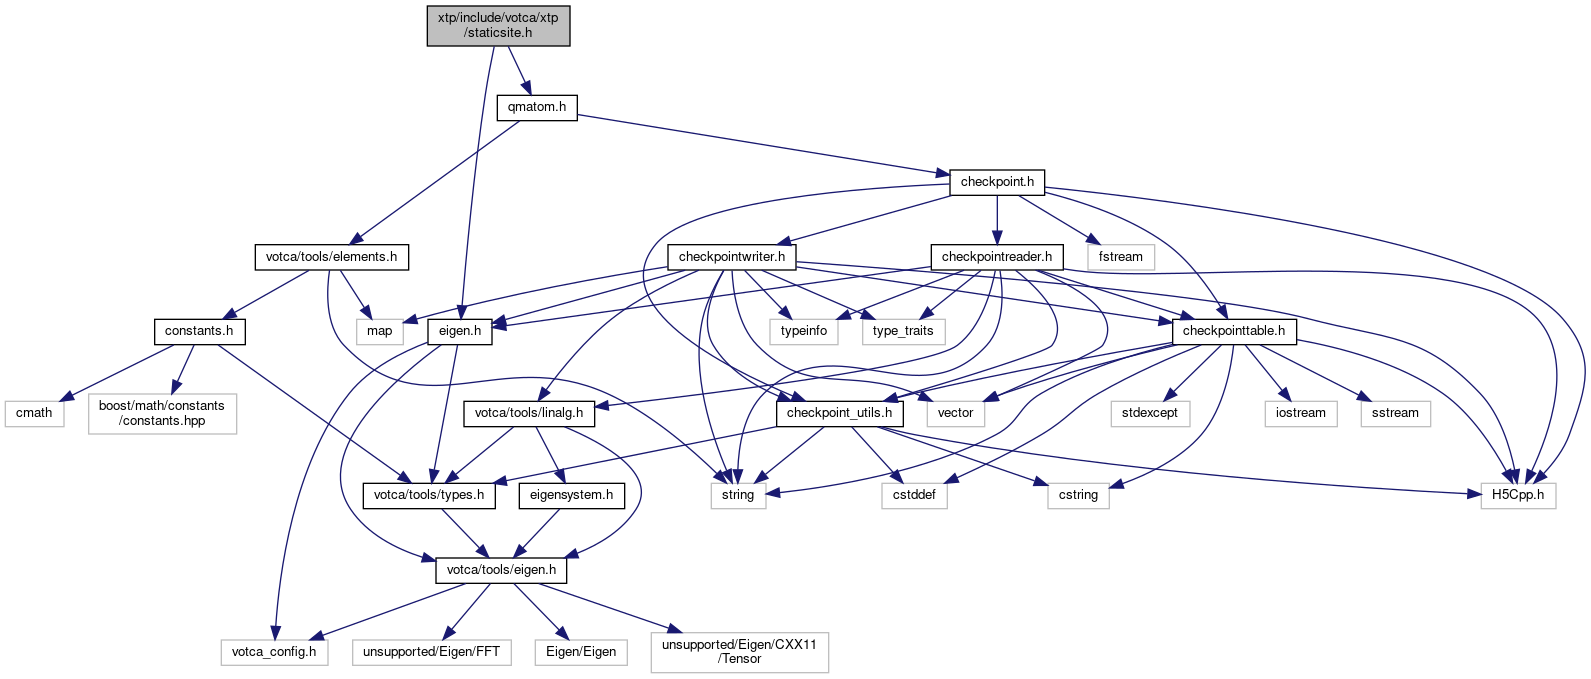 xtp/include/votca/xtp
/staticsite.h
qmatom.h
checkpoint.h
votca/tools/elements.h
checkpointwriter.h
checkpointreader.h
fstream
constants.h
map
eigen.h
typeinfo
type_traits
checkpointtable.h
cmath
boost/math/constants
/constants.hpp
votca/tools/linalg.h
checkpoint_utils.h
vector
stdexcept
iostream
sstream
votca/tools/types.h
eigensystem.h
string
cstddef
cstring
H5Cpp.h
votca/tools/eigen.h
votca_config.h
unsupported/Eigen/FFT
Eigen/Eigen
unsupported/Eigen/CXX11
/Tensor